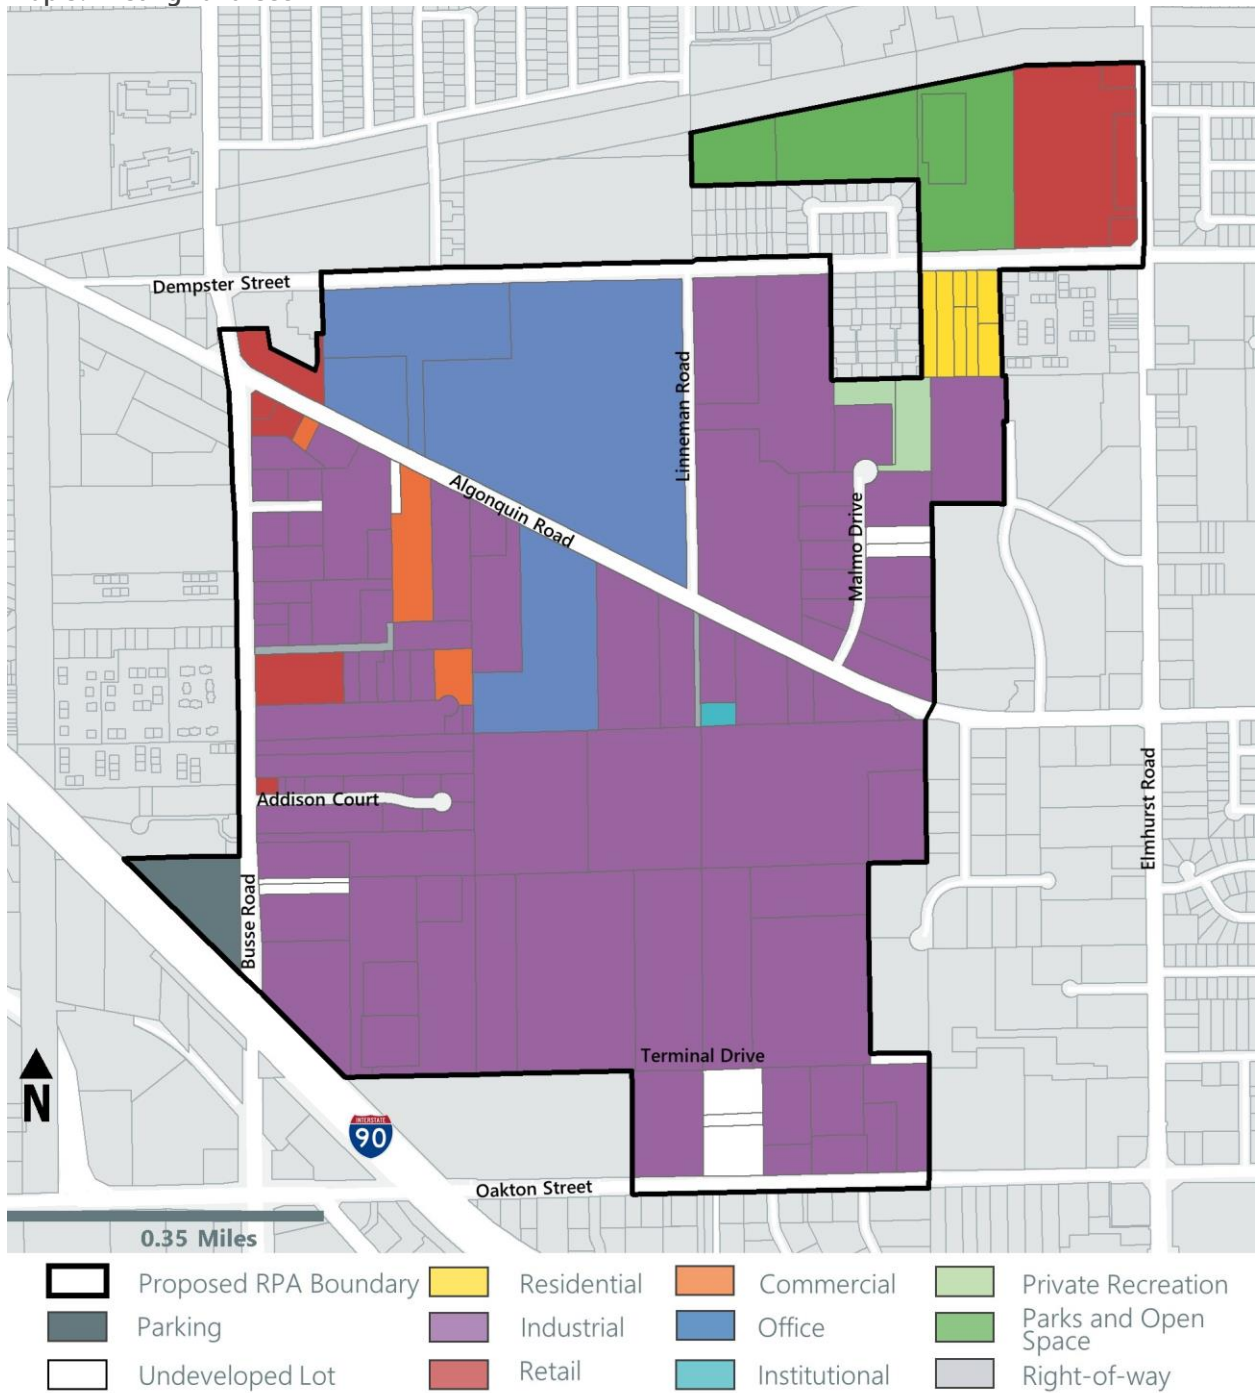 Dempster Street
Linneman Road
Algonquin Road
Malmo Drive
Elmhurst Road
Addison Court
Busse Road
Terminal Drive
N
INTERSTATE
90
Oakton Street
0.35 Miles
Proposed RPA Boundary
Residential
Commercial
Private Recreation
Parking
Industrial
Office
Parks and Open
Space
Undeveloped Lot
Retail
Institutional
Right-of-way